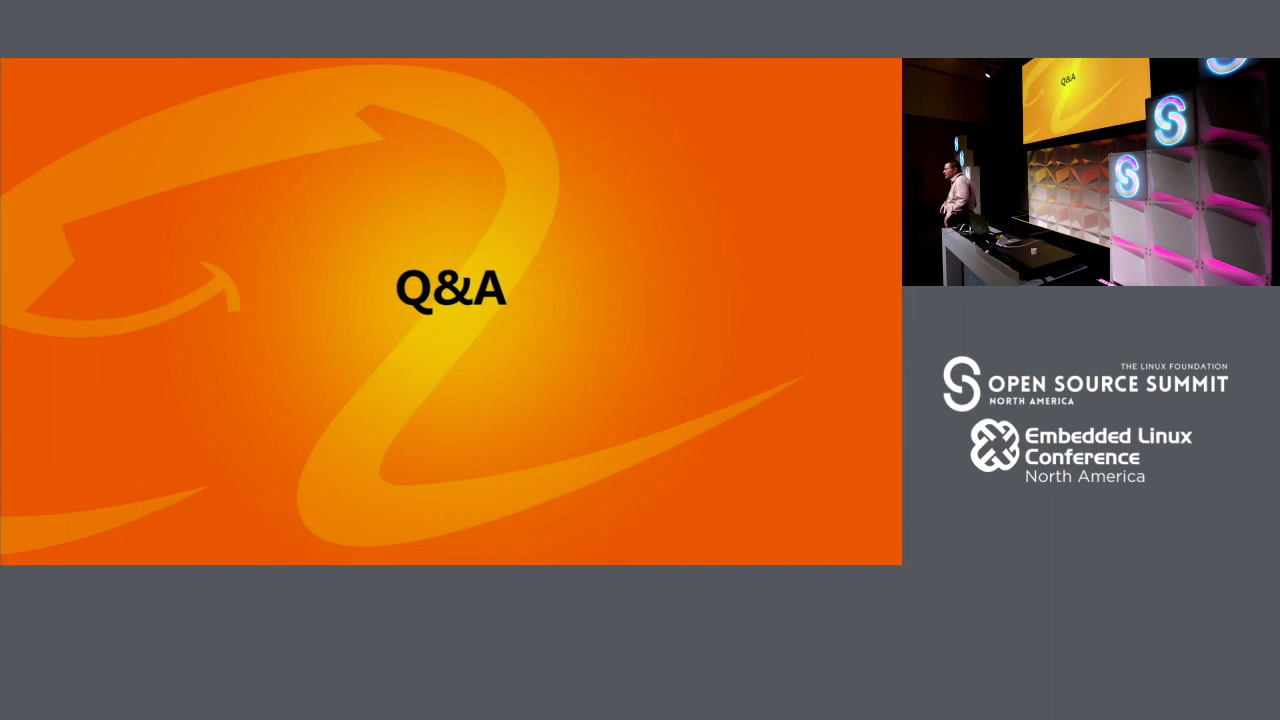 Q&A
Q&A
THE LINUX FOUNDATION
OPEN SOURCE SUMMIT
NORTH AMERICA
Embedded Linux
Conference
North America